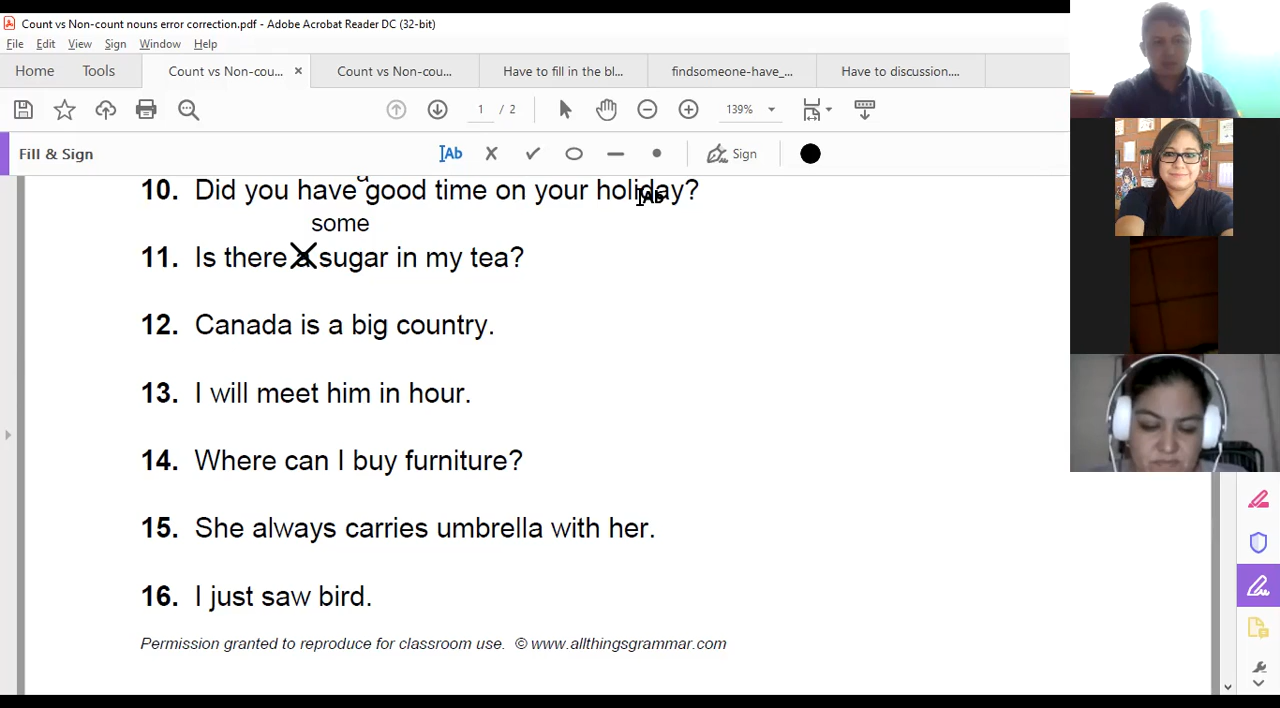 Count vs Non-count nouns error correction.pdf - Adobe Acrobat Reader DC (32-bit)
File Edit View Sign Window Help
Home Tools Count vs Non-cou... × Count vs Non-cou... Have to fill in the bl... findsomeone-have_... Have to discussion....
1 / 2 139%
Fill & Sign Ab Sign
a
10. Did you have good time on your holiday?
some
11. Is there a sugar in my tea?
12. Canada is a big country.
13. I will meet him in hour.
14. Where can I buy furniture?
15. She always carries umbrella with her.
16. I just saw bird.
Permission granted to reproduce for classroom use. © www.allthingsgrammar.com